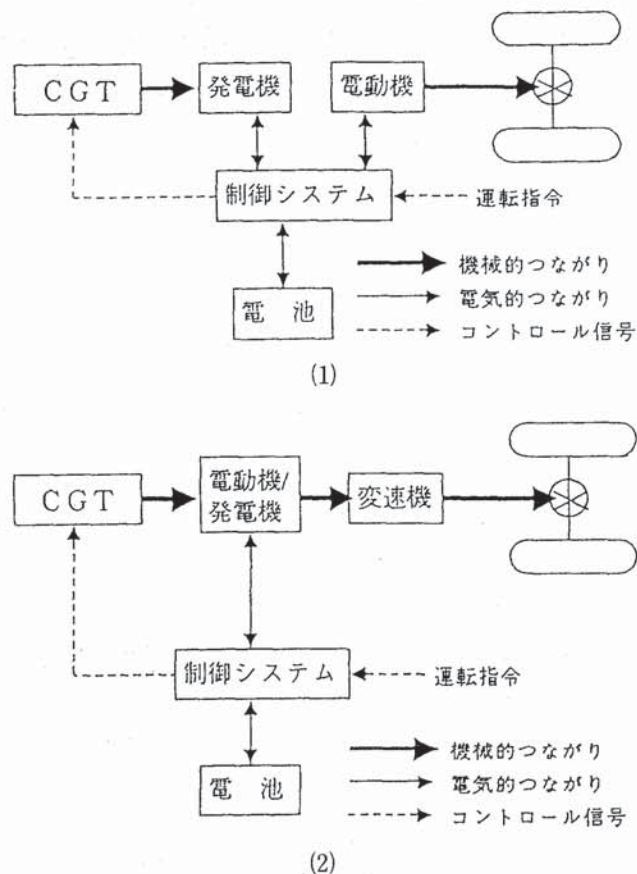 CGT
発電機
電動機
制御システム
運転指令
電 池
機械的つながり
電気的つながり
コントロール信号
(1)
CGT
電動機/
発電機
変速機
制御システム
運転指令
電 池
機械的つながり
電気的つながり
コントロール信号
(2)